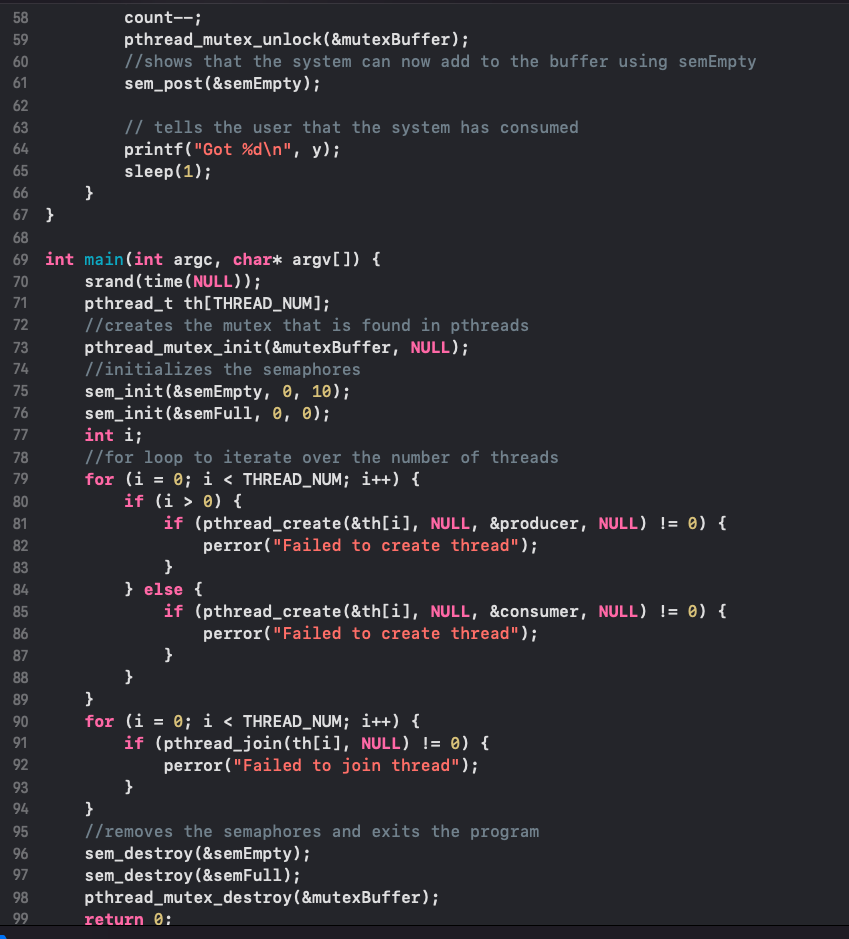 58 count--;
59 pthread_mutex_unlock(&mutexBuffer);
60 //shows that the system can now add to the buffer using semEmpty
61 sem_post(&semEmpty);
62
63 // tells the user that the system has consumed
64 printf("Got %d\n", y);
65 sleep(1);
66 }
67 }
68
69 int main(int argc, char* argv[]) {
70 srand(time(NULL));
71 pthread_t th[THREAD_NUM];
72 //creates the mutex that is found in pthreads
73 pthread_mutex_init(&mutexBuffer, NULL);
74 //initializes the semaphores
75 sem_init(&semEmpty, 0, 10);
76 sem_init(&semFull, 0, 0);
77 int i;
78 //for loop to iterate over the number of threads
79 for (i = 0; i < THREAD_NUM; i++) {
80 if (i > 0) {
81 if (pthread_create(&th[i], NULL, &producer, NULL) != 0) {
82 perror("Failed to create thread");
83 }
84 } else {
85 if (pthread_create(&th[i], NULL, &consumer, NULL) != 0) {
86 perror("Failed to create thread");
87 }
88 }
89 }
90 for (i = 0; i < THREAD_NUM; i++) {
91 if (pthread_join(th[i], NULL) != 0) {
92 perror("Failed to join thread");
93 }
94 }
95 //removes the semaphores and exits the program
96 sem_destroy(&semEmpty);
97 sem_destroy(&semFull);
98 pthread_mutex_destroy(&mutexBuffer);
99 return 0;